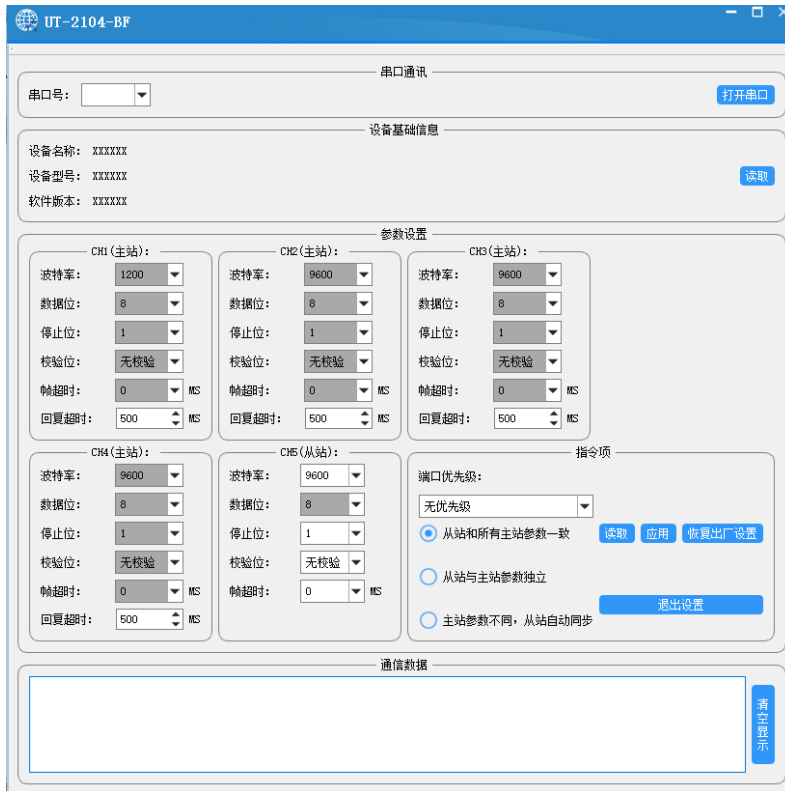 UT-2104-BF
串口通讯
串口号： 打开串口
设备基础信息
设备名称： XXXXXX
设备型号： XXXXXX 读取
软件版本： XXXXXX
参数设置
CH1(主站)： CH2(主站)： CH3(主站)：
波特率： 1200 波特率： 9600 波特率： 9600
数据位： 8 数据位： 8 数据位： 8
停止位： 1 停止位： 1 停止位： 1
校验位： 无校验 校验位： 无校验 校验位： 无校验
帧超时： 0 MS 帧超时： 0 MS 帧超时： 0 MS
回复超时： 500 MS 回复超时： 500 MS 回复超时： 500 MS
CH4(主站)： CH5(从站)： 指令项
波特率： 9600 波特率： 9600 端口优先级：
数据位： 8 数据位： 8 无优先级
停止位： 1 停止位： 1 从站和所有主站参数一致 读取 应用 恢复出厂设置
校验位： 无校验 校验位： 无校验 从站与主站参数独立
帧超时： 0 MS 帧超时： 0 MS 退出设置
回复超时： 500 MS 主站参数不同，从站自动同步
通信数据
清空显示